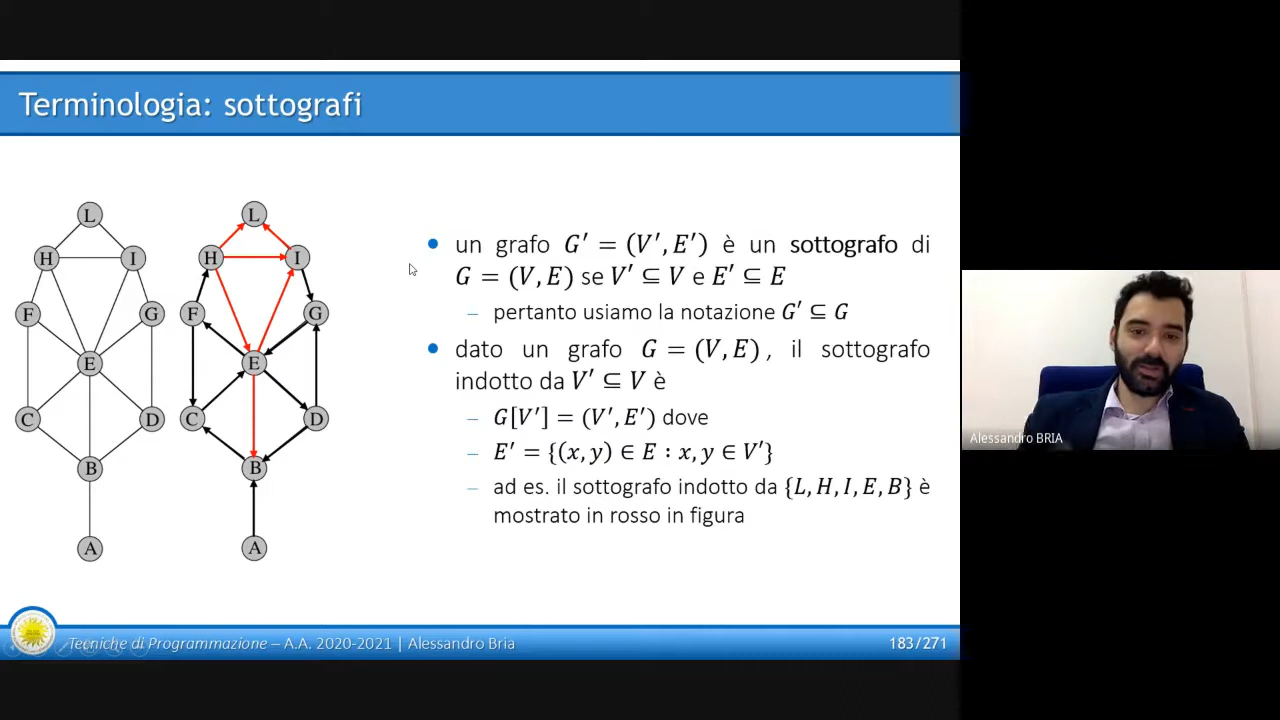 Terminologia: sottografi
L
H
I
F
G
E
C
D
B
A
L
H
I
F
G
E
C
D
B
A
un grafo G′ = (V′, E′) è un sottografo di
G = (V, E) se V′ ⊆ V e E′ ⊆ E
– pertanto usiamo la notazione G′ ⊆ G
dato un grafo G = (V, E), il sottografo
indotto da V′ ⊆ V è
– G[V′] = (V′, E′) dove
– E′ = {(x, y) ∈ E : x, y ∈ V′}
– ad es. il sottografo indotto da {L, H, I, E, B} è
mostrato in rosso in figura
Alessandro BRIA
Tecniche di Programmazione – A.A. 2020-2021 | Alessandro Bria
183/271